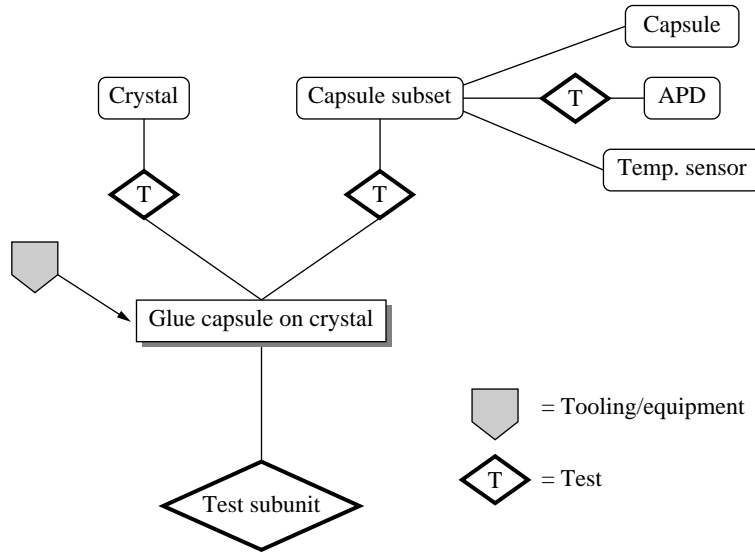 Capsule
Crystal
Capsule subset
T
APD
T
T
Temp. sensor
Glue capsule on crystal
= Tooling/equipment
T
= Test
Test subunit